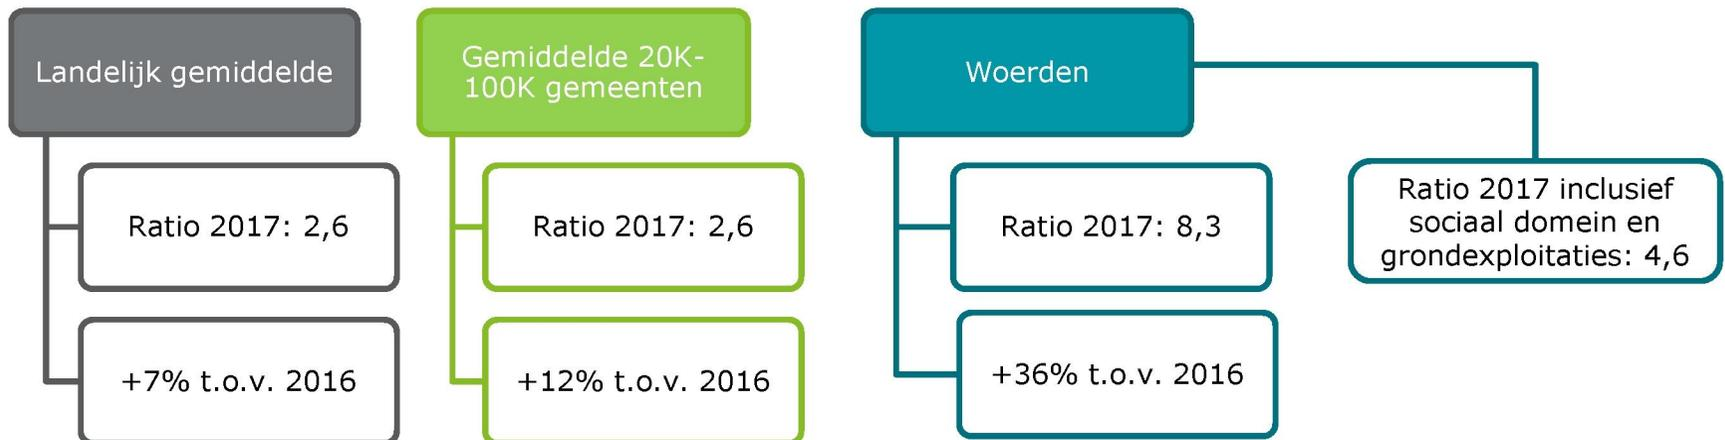 Landelijk gemiddelde
Ratio 2017: 2,6
+7% t.o.v. 2016
Gemiddelde 20K-
100K gemeenten
Ratio 2017: 2,6
+12% t.o.v. 2016
Woerden
Ratio 2017: 8,3
+36% t.o.v. 2016
Ratio 2017 inclusief
sociaal domein en
grondexploitaties: 4,6